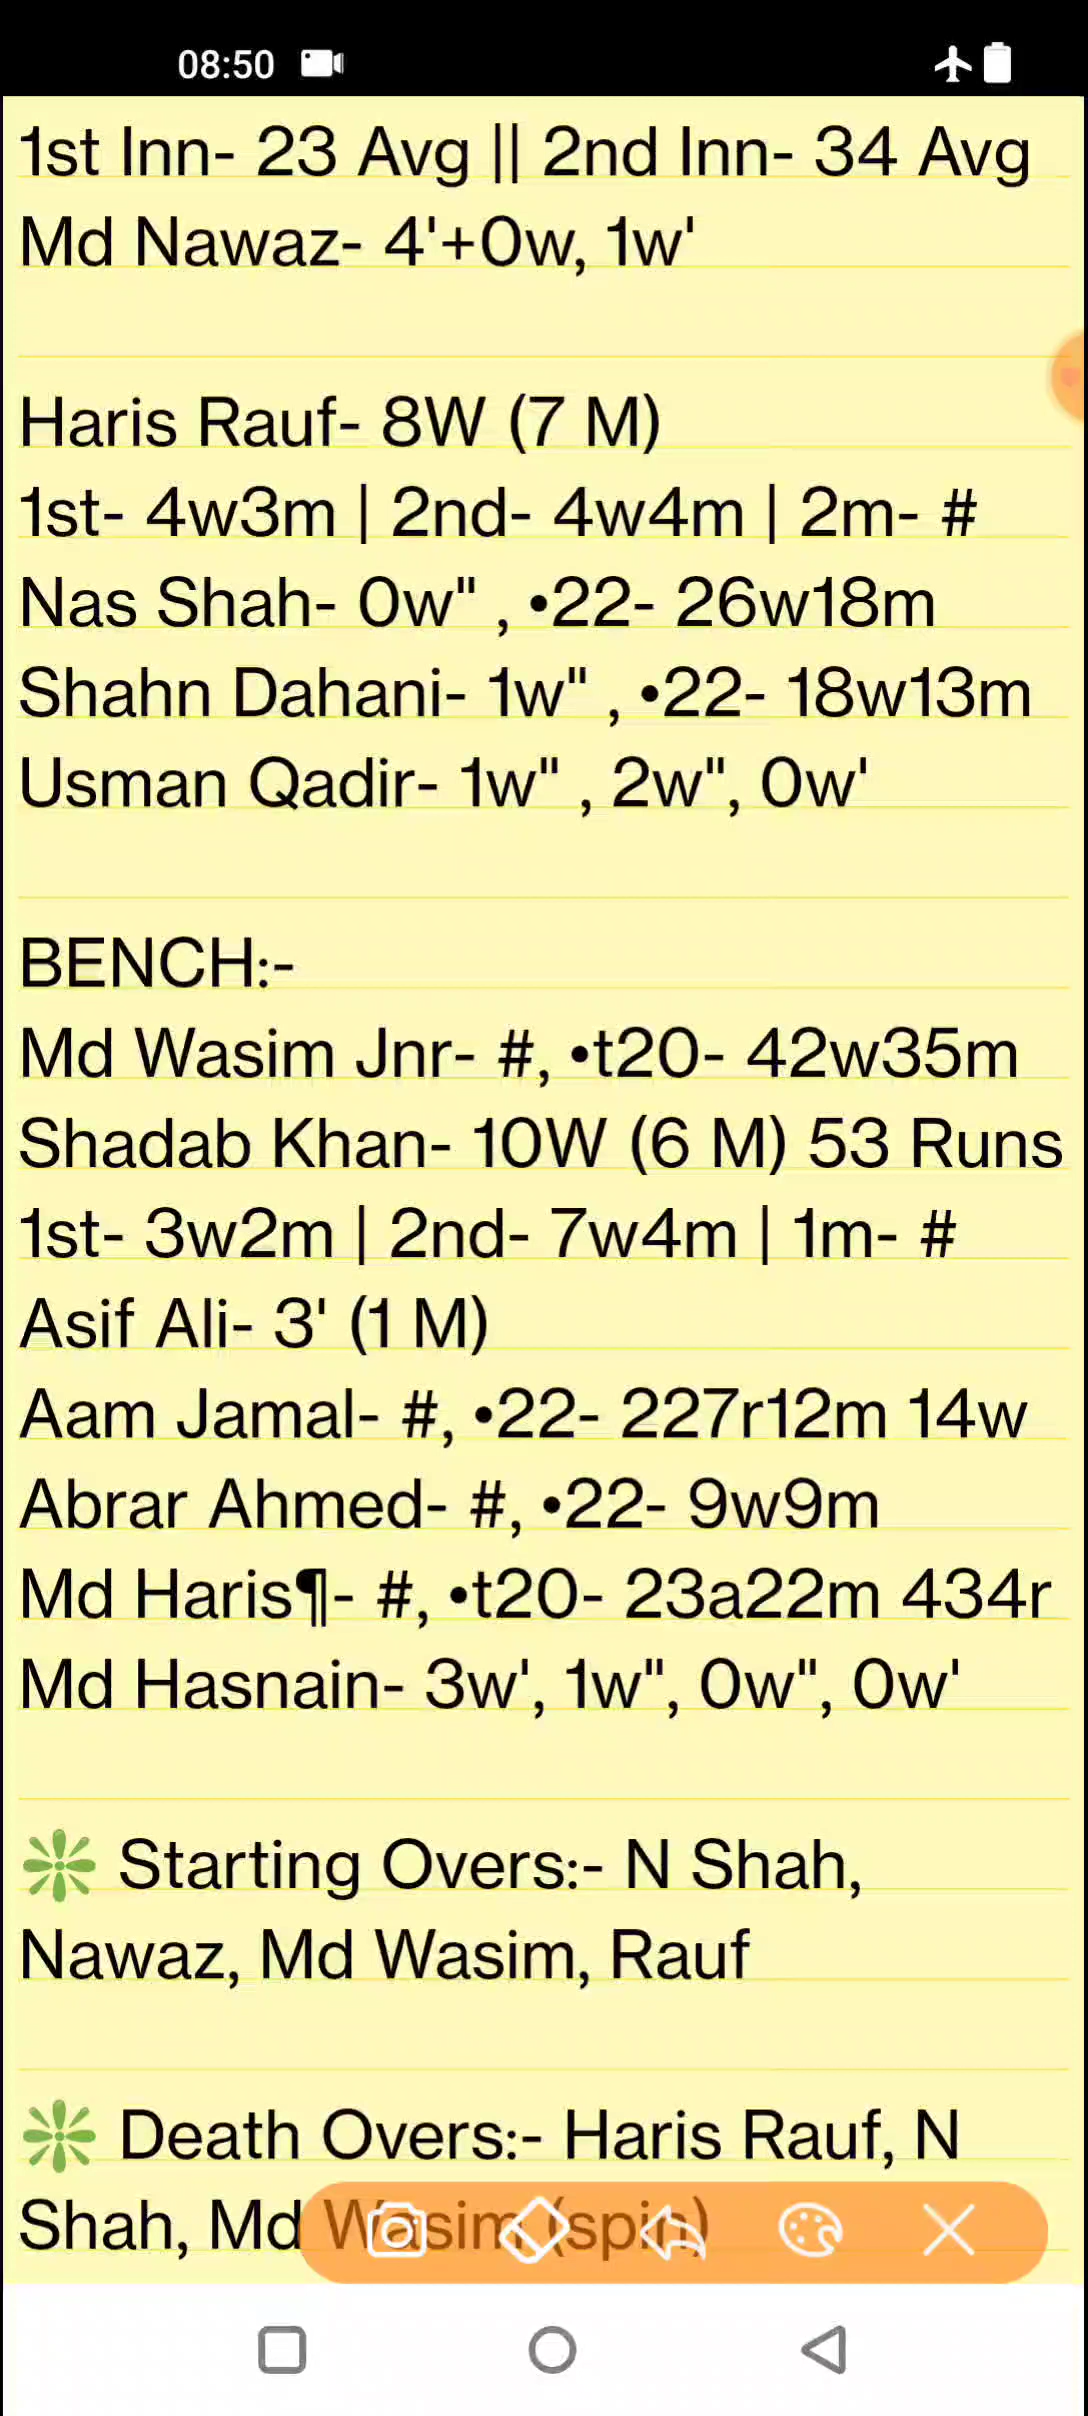 08:50
1st Inn- 23 Avg || 2nd Inn- 34 Avg
Md Nawaz- 4'+0w, 1w'
Haris Rauf- 8W (7 M)
1st- 4w3m | 2nd- 4w4m | 2m- #
Nas Shah- 0w" , •22- 26w18m
Shahn Dahani- 1w" , •22- 18w13m
Usman Qadir- 1w" , 2w", 0w'
BENCH:-
Md Wasim Jnr- #, •t20- 42w35m
Shadab Khan- 10W (6 M) 53 Runs
1st- 3w2m | 2nd- 7w4m | 1m- #
Asif Ali- 3' (1 M)
Aam Jamal- #, •22- 227r12m 14w
Abrar Ahmed- #, •22- 9w9m
Md Haris¶- #, •t20- 23a22m 434r
Md Hasnain- 3w', 1w", 0w", 0w'
❇ Starting Overs:- N Shah,
Nawaz, Md Wasim, Rauf
❇ Death Overs:- Haris Rauf, N
Shah, Md Wasim (spin)